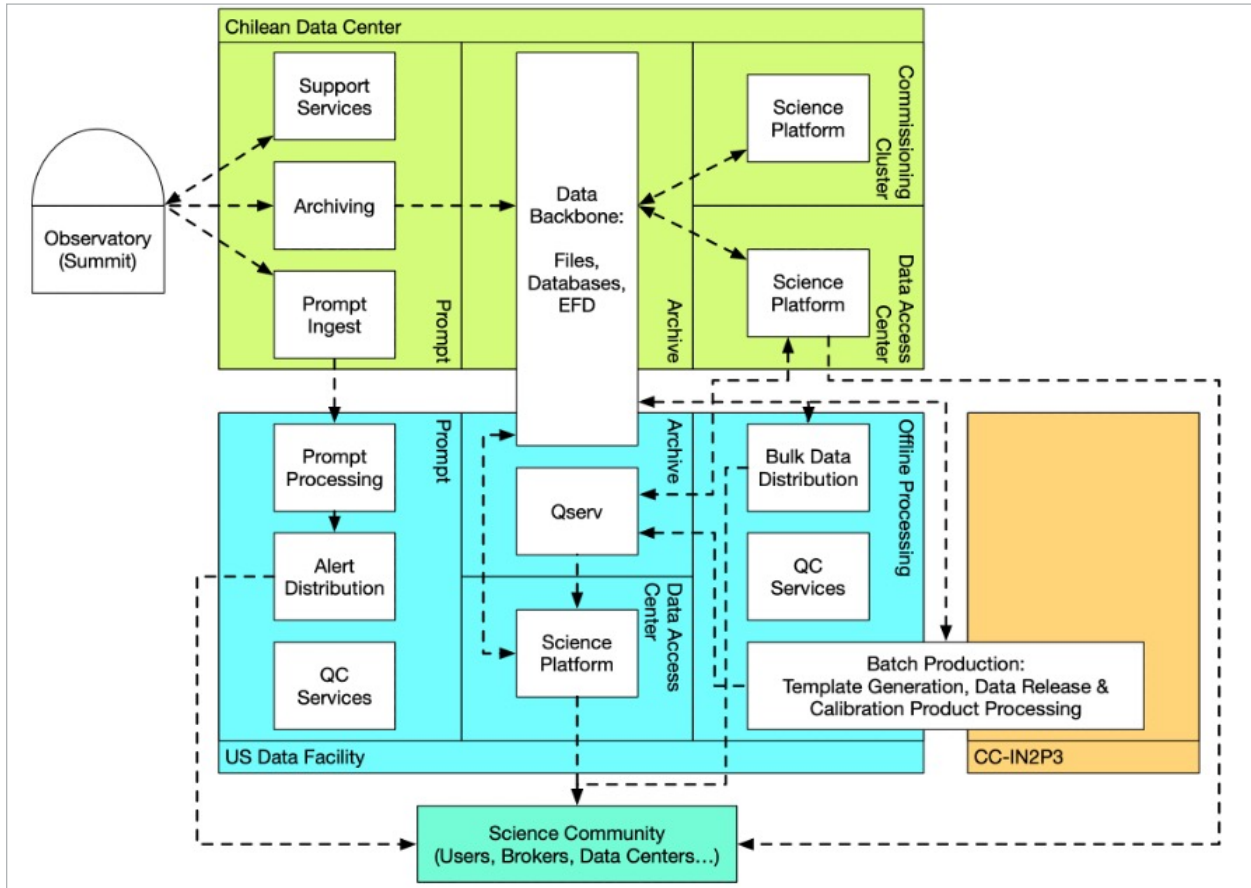 Chilean Data Center
Support
Services
Archiving
Prompt
Ingest
Prompt
Data
Backbone:
Files,
Databases,
EFD
Archive
Science
Platform
Commissioning
Cluster
Science
Platform
Data Access
Center
Observatory
(Summit)
Prompt
Processing
Alert
Distribution
QC
Services
Prompt
Archive
Qserv
Science
Platform
Data Access
Center
Bulk Data
Distribution
QC
Services
Offline Processing
Batch Production:
Template Generation, Data Release &
Calibration Product Processing
US Data Facility
CC-IN2P3
Science Community
(Users, Brokers, Data Centers...)